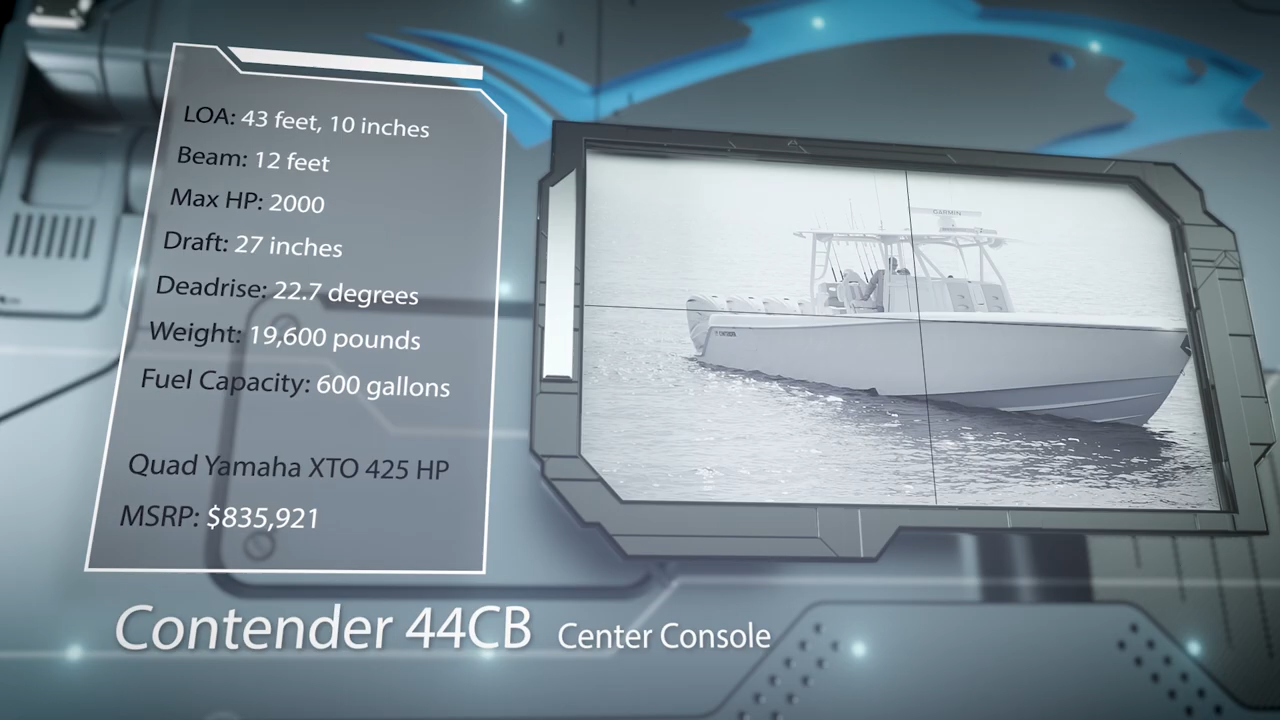 LOA: 43 feet, 10 inches
Beam: 12 feet
Max HP: 2000
Draft: 27 inches
Deadrise: 22.7 degrees
Weight: 19,600 pounds
Fuel Capacity: 600 gallons
Quad Yamaha XTO 425 HP
MSRP: $835,921
GARMIN
Contender 44CB Center Console